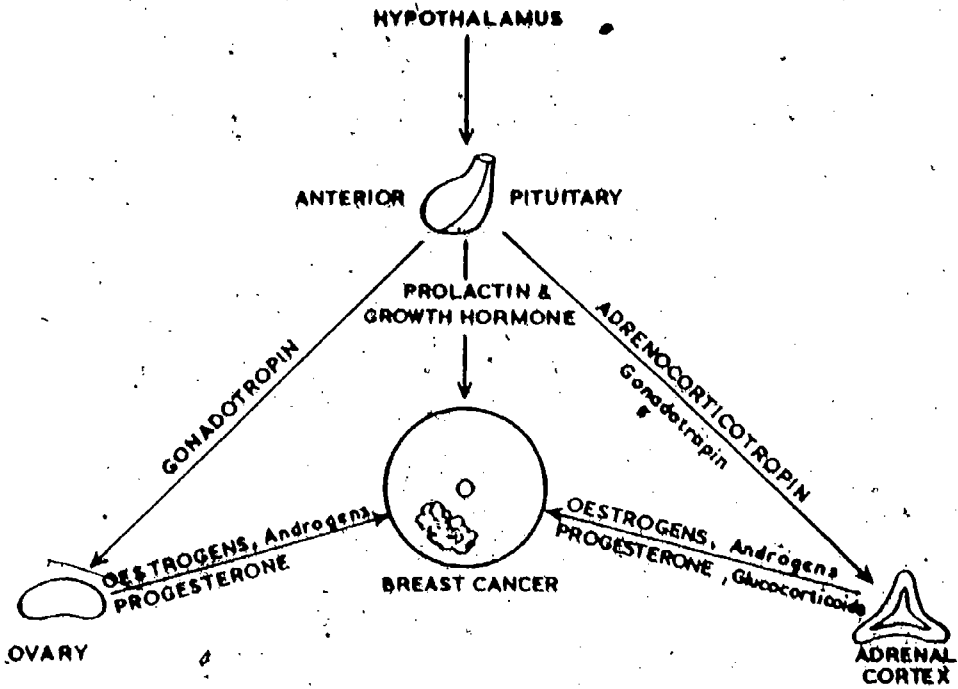 HYPOTHALAMUS
ANTERIOR PITUITARY
PROLACTIN &
GROWTH HORMONE
GONADOTROPIN
ADRENOCORTICOTROPIN
Gonadotropin
OESTROGENS, Androgens
PROGESTERONE
OESTROGENS, Androgens
PROGESTERONE, Glucocorticoids
BREAST CANCER
OVARY
ADRENAL
CORTEX